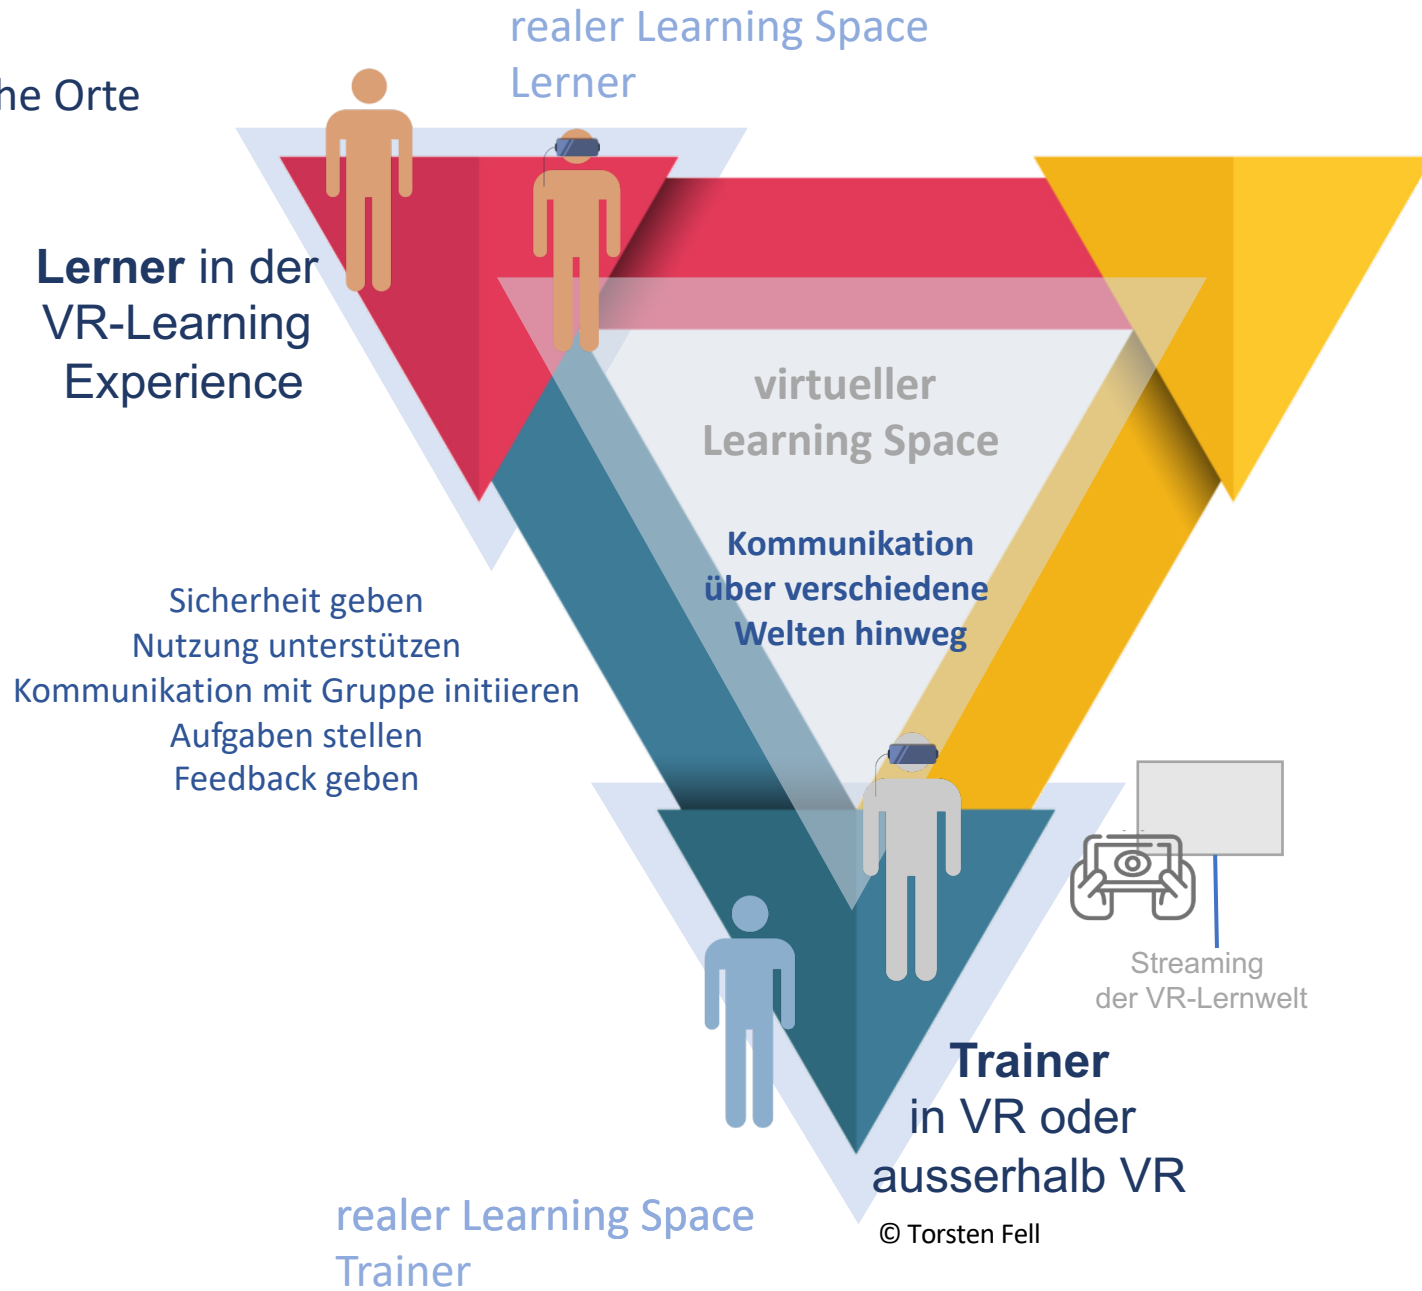 realer Learning Space
Lerner
he Orte
Lerner in der
VR-Learning
Experience
virtueller
Learning Space
Kommunikation
über verschiedene
Welten hinweg
Sicherheit geben
Nutzung unterstützen
Kommunikation mit Gruppe initiieren
Aufgaben stellen
Feedback geben
Streaming
der VR-Lernwelt
Trainer
in VR oder
ausserhalb VR
© Torsten Fell
realer Learning Space
Trainer